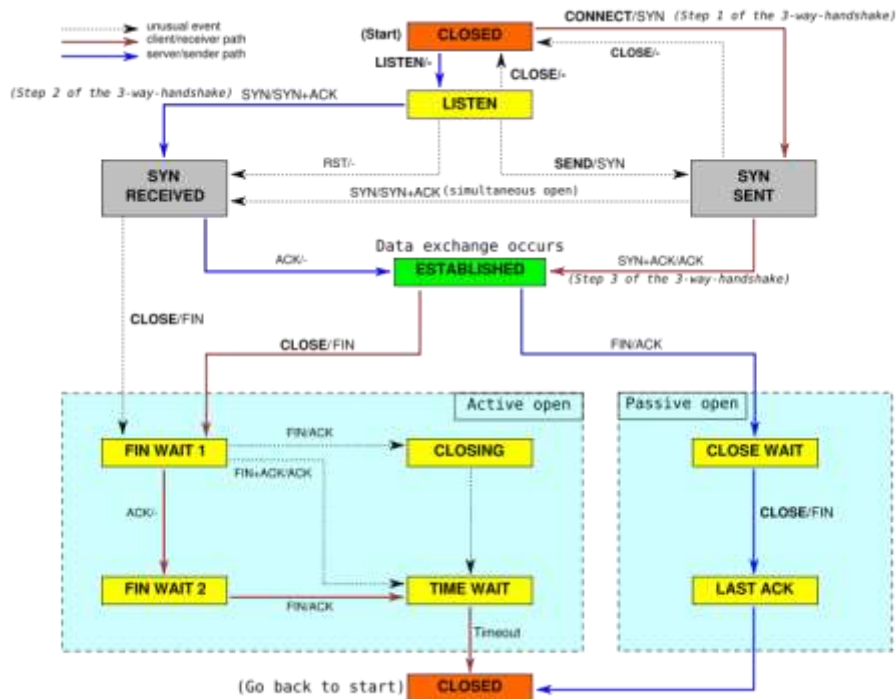 unusual event
client/receiver path
server/sender path
(Start)
CLOSED
CONNECT/SYN (Step 1 of the 3-way-handshake)
CLOSE/-
LISTEN/-
CLOSE/-
(Step 2 of the 3-way-handshake)
SYN/SYN+ACK
LISTEN
RST/-
SEND/SYN
SYN
RECEIVED
SYN
SENT
SYN/SYN+ACK (simultaneous open)
Data exchange occurs
ACK/-
ESTABLISHED
SYN+ACK/ACK
(Step 3 of the 3-way-handshake)
CLOSE/FIN
CLOSE/FIN
FIN/ACK
Active open
Passive open
FIN WAIT 1
FIN/ACK
CLOSING
CLOSE WAIT
FIN+ACK/ACK
ACK/-
CLOSE/FIN
FIN WAIT 2
FIN/ACK
TIME WAIT
LAST ACK
Timeout
(Go back to start)
CLOSED